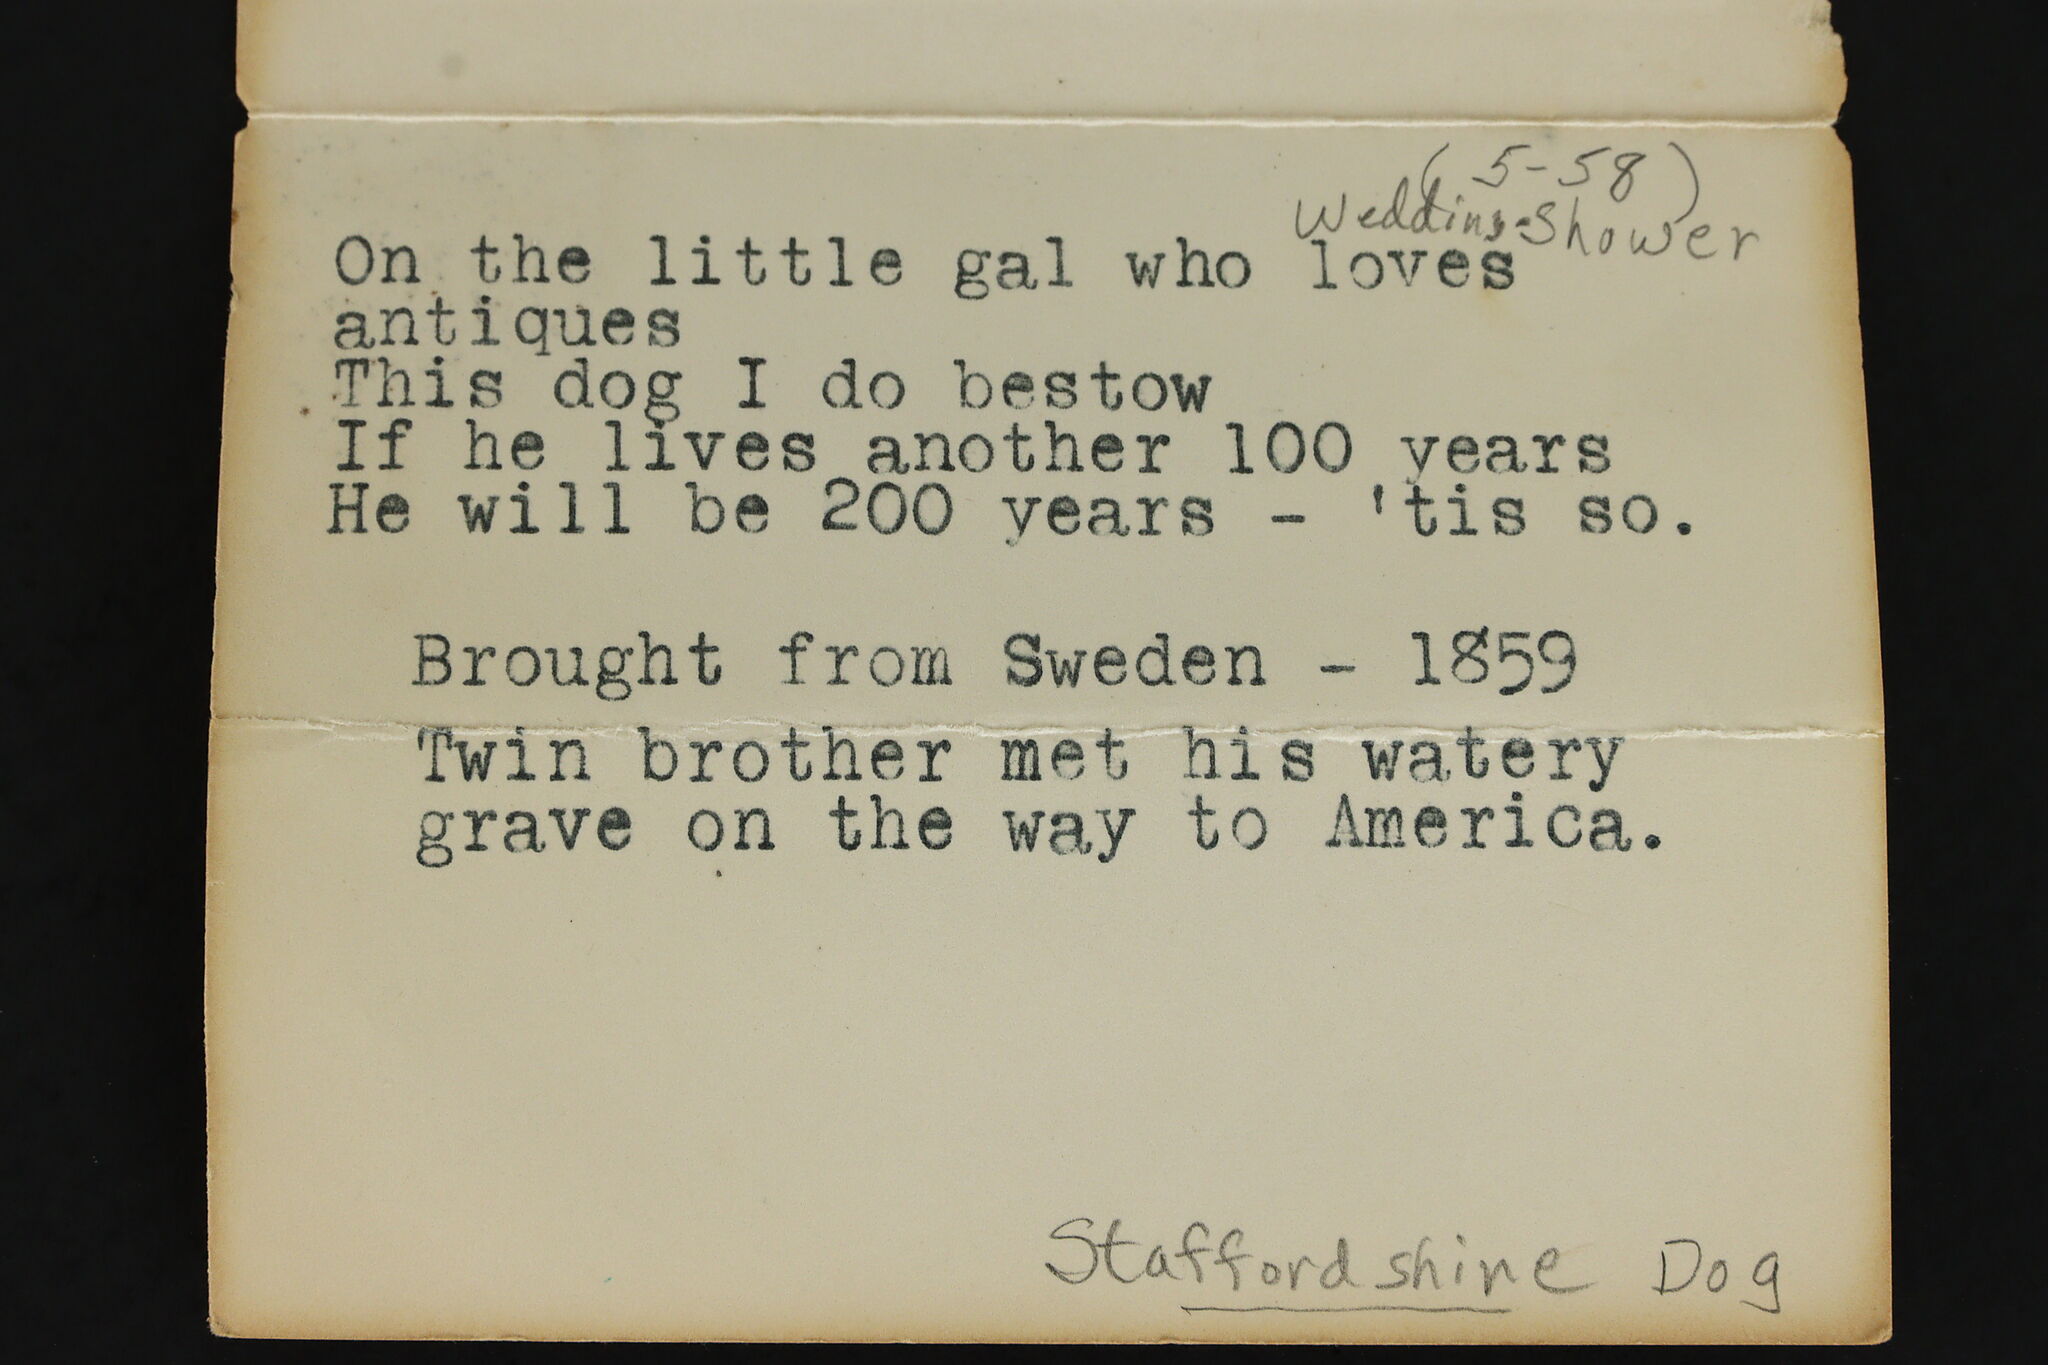 ( 5-58 )
Wedding Shower
On the little gal who loves
antiques
This dog I do bestow
If he lives another 100 years
He will be 200 years - 'tis so.
Brought from Sweden - 1859
Twin brother met his watery
grave on the way to America.
Staffordshire Dog